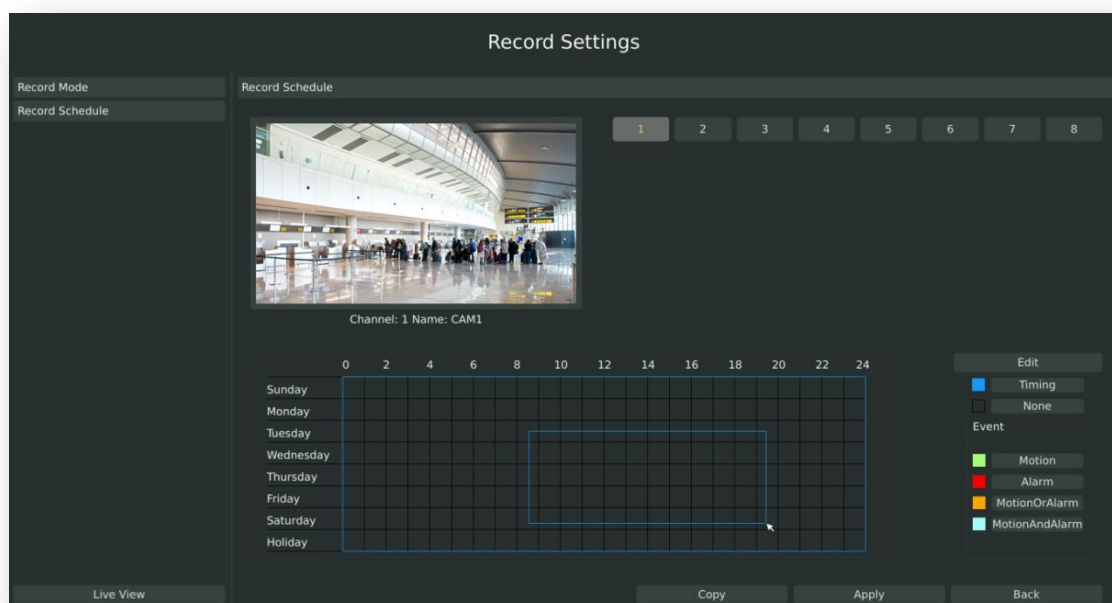 Record Settings
Record Mode
Record Schedule
Record Schedule
1 2 3 4 5 6 7 8
Channel: 1 Name: CAM1
0 2 4 6 8 10 12 14 16 18 20 22 24
Sunday
Monday
Tuesday
Wednesday
Thursday
Friday
Saturday
Holiday
Edit
Timing
None
Event
Motion
Alarm
MotionOrAlarm
MotionAndAlarm
Live View
Copy
Apply
Back